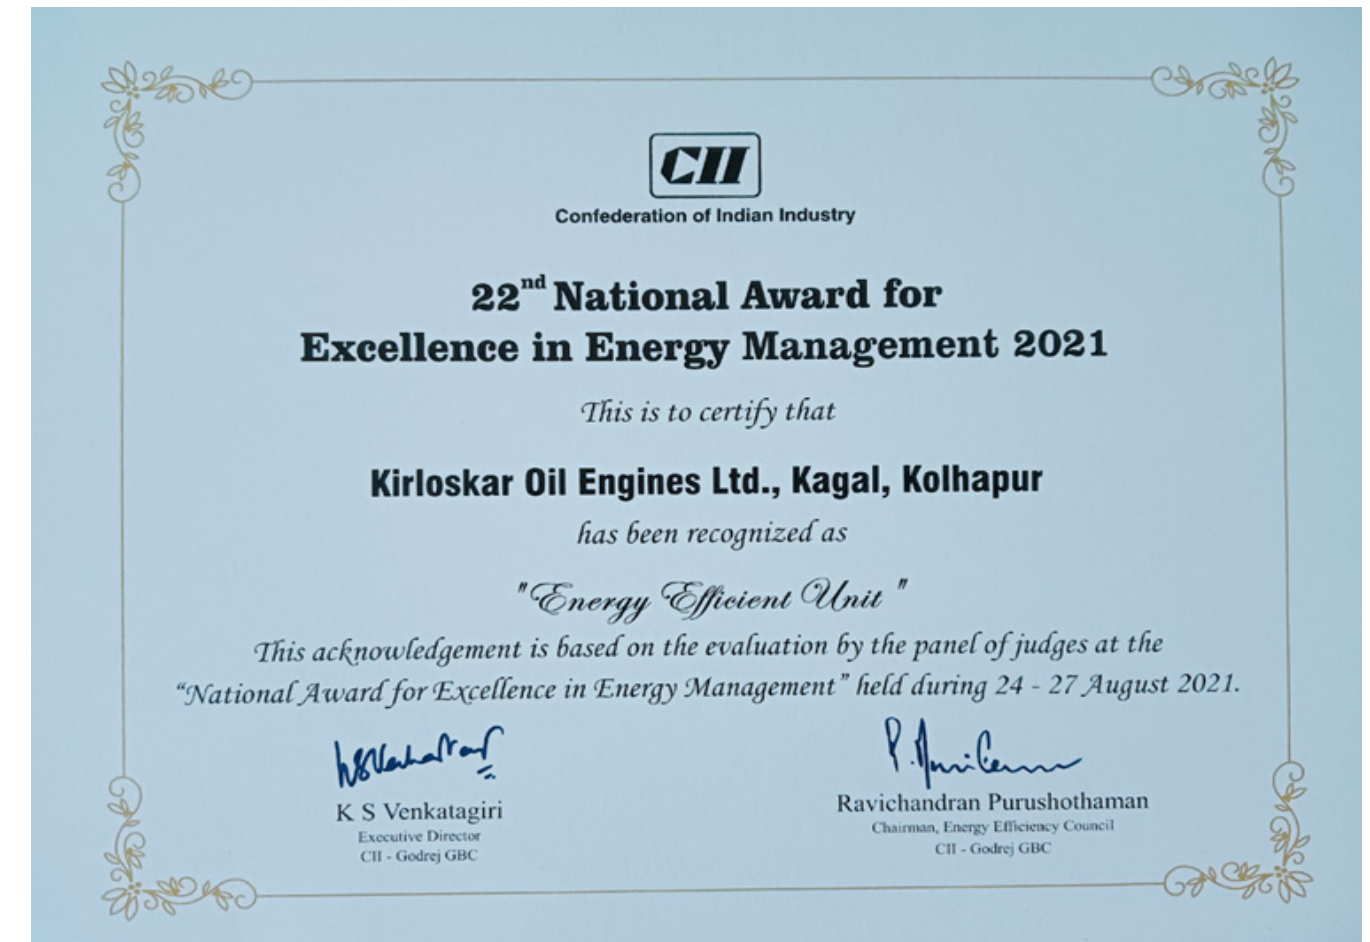 CII
Confederation of Indian Industry
22nd National Award for
Excellence in Energy Management 2021
This is to certify that
Kirloskar Oil Engines Ltd., Kagal, Kolhapur
has been recognized as
"Energy Efficient Unit "
This acknowledgement is based on the evaluation by the panel of judges at the
“National Award for Excellence in Energy Management” held during 24 - 27 August 2021.
K S Venkatagiri
Executive Director
CII - Godrej GBC
Ravichandran Purushothaman
Chairman, Energy Efficiency Council
CII - Godrej GBC